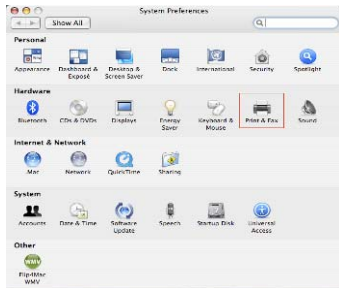 System Preferences
Show All
Personal
Appearance
Dashboard & Exposé
Desktop & Screen Saver
Dock
International
Security
Spotlight
Hardware
Bluetooth
CDs & DVDs
Displays
Energy Saver
Keyboard & Mouse
Print & Fax
Sound
Internet & Network
.Mac
Network
QuickTime
Sharing
System
Accounts
Date & Time
Software Update
Speech
Startup Disk
Universal Access
Other
WMV
Flip4Mac WMV